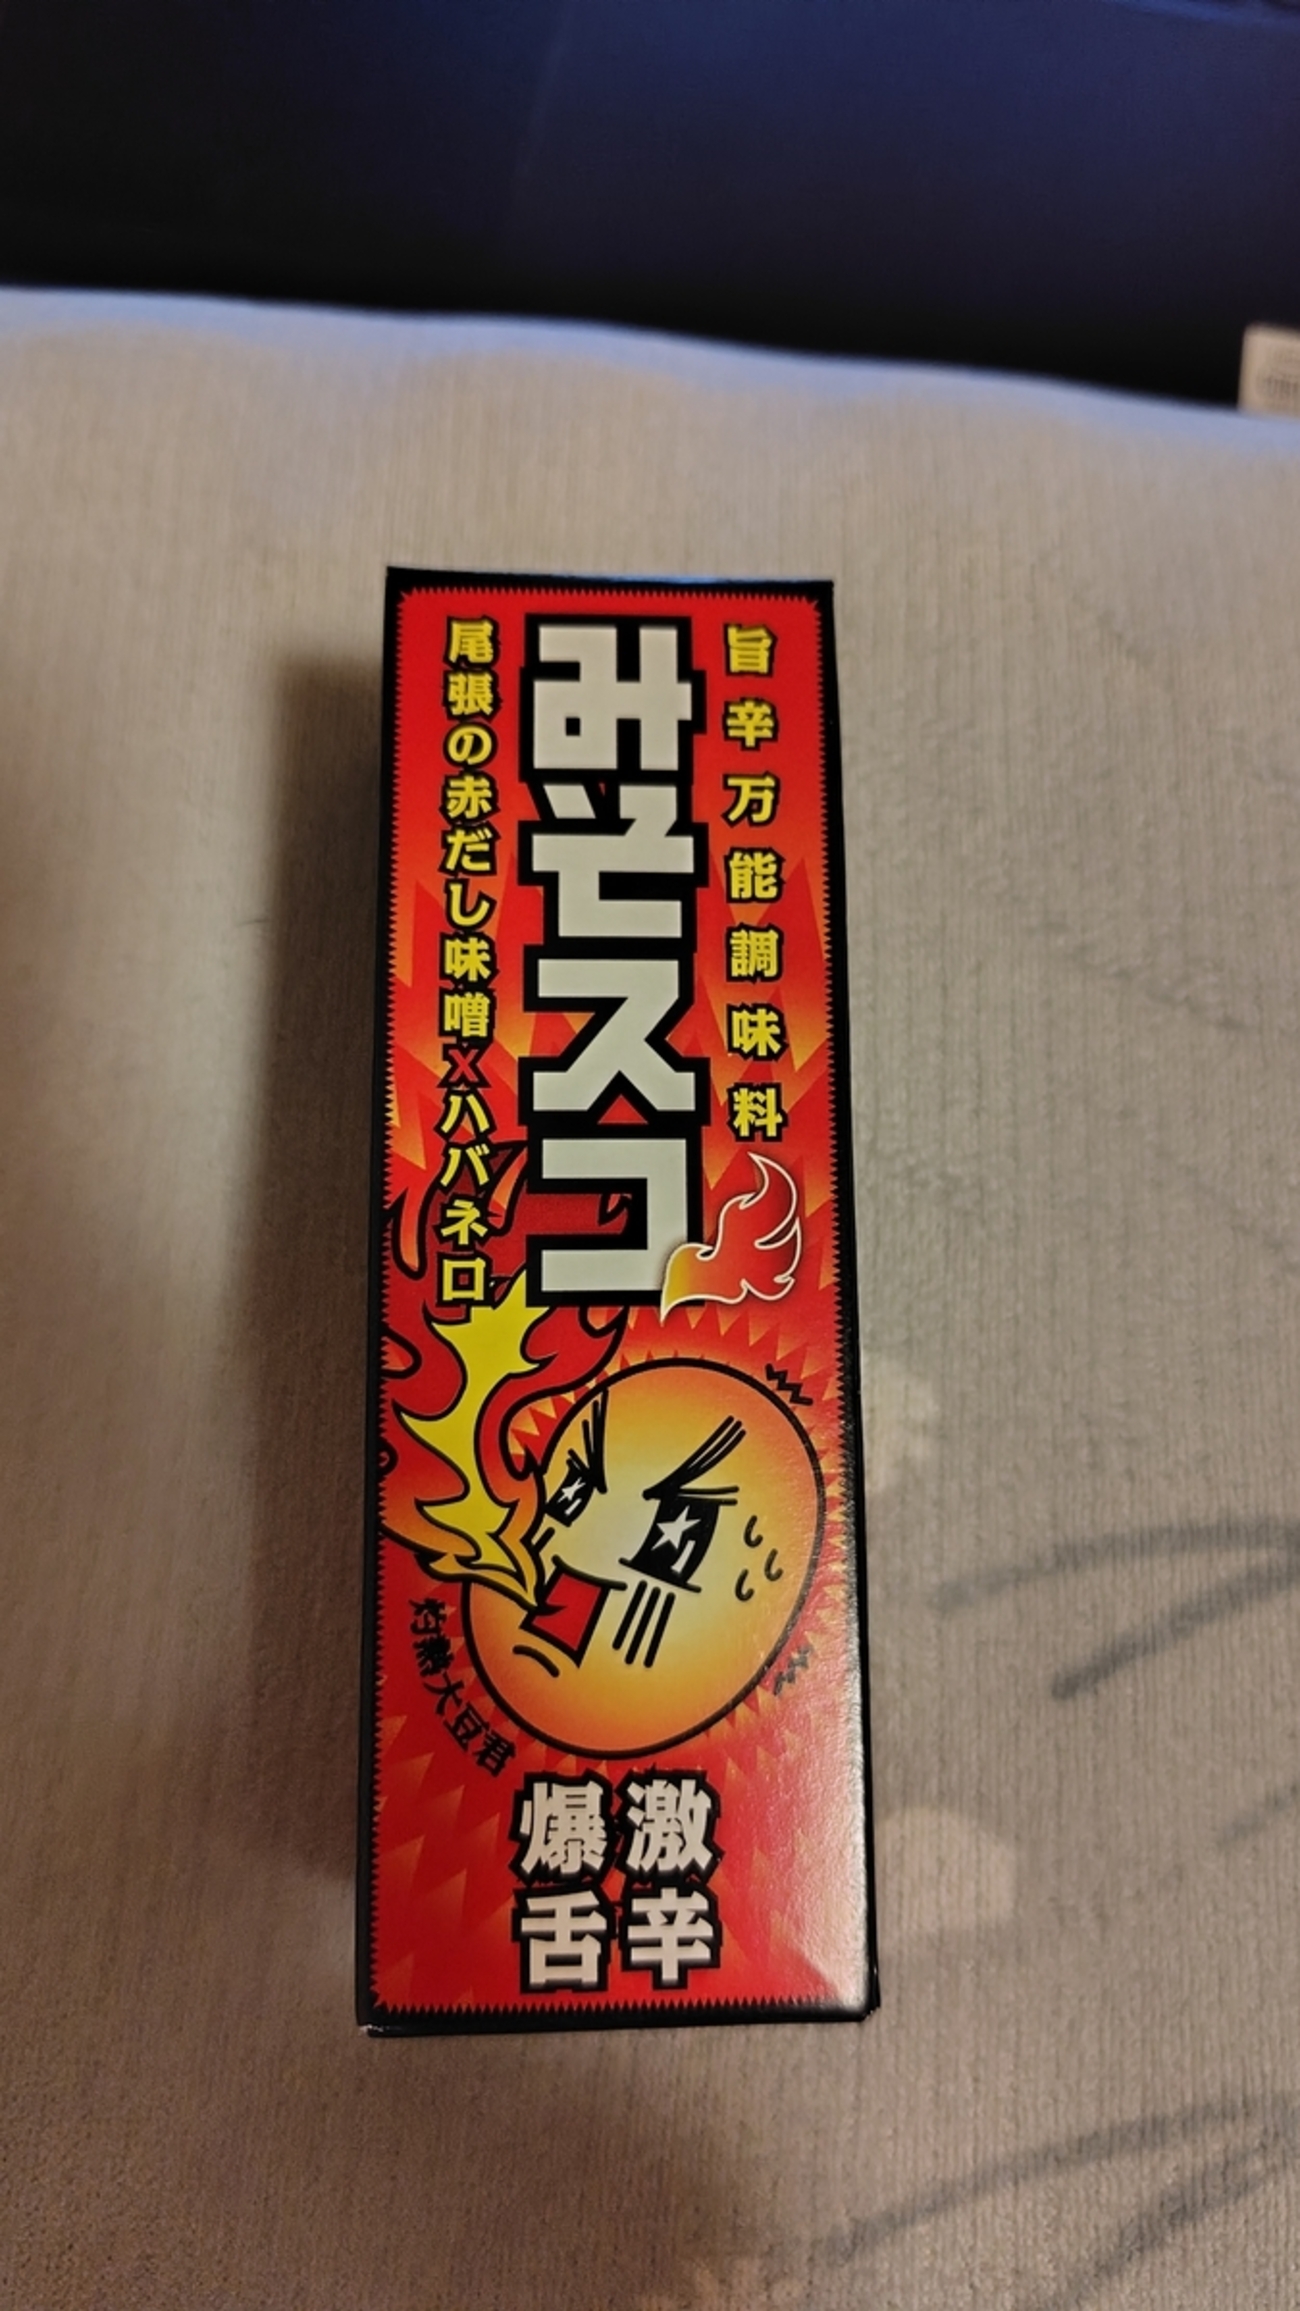 旨辛万能調味料
みそスコ
尾張の赤だし味噌×ハバネロ
灼熱大豆君
激辛
爆舌